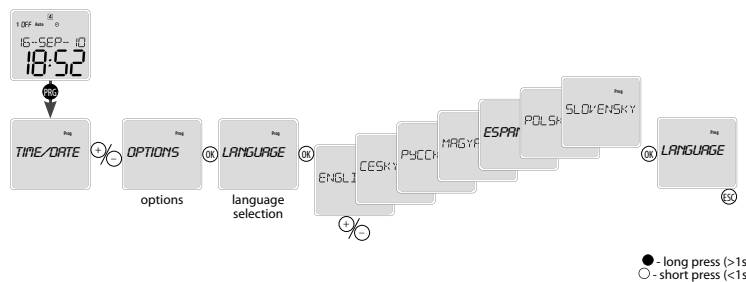 4
1 OFF Auto
16--SEP-- 10
18:52
PRG
Prog
TIME/DATE
+/−
Prog
OPTIONS
options
OK
Prog
LANGUAGE
language
selection
OK
ENGLI
CESKY
РУССК
MAGYA
ESPAÑ
POLSK
Prog
SLOVENSKY
+/−
OK
Prog
LANGUAGE
ESC
- long press (>1s
- short press (<1s